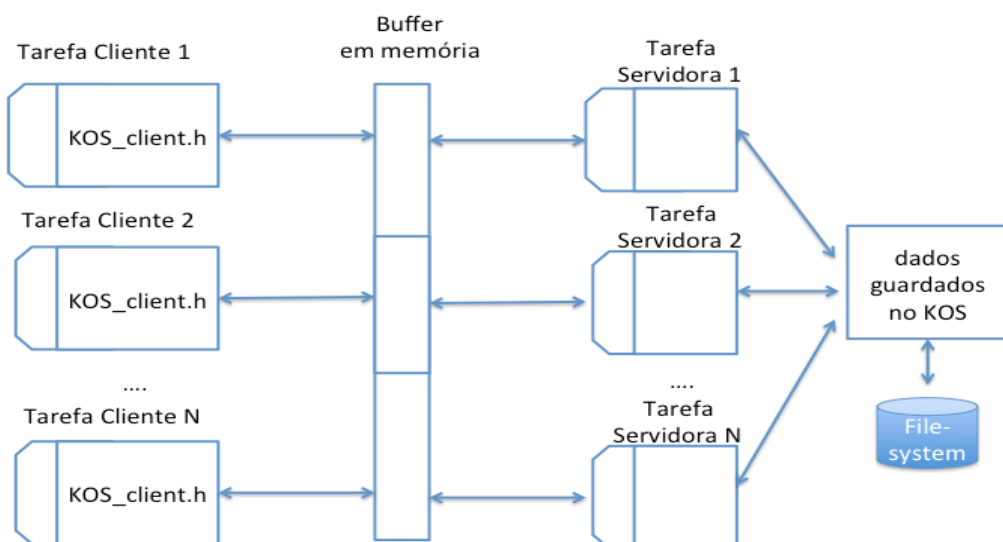 Tarefa Cliente 1
KOS_client.h
Tarefa Cliente 2
KOS_client.h
....
Tarefa Cliente N
KOS_client.h
Buffer
em memória
Tarefa
Servidora 1
Tarefa
Servidora 2
....
Tarefa
Servidora N
dados
guardados
no KOS
File-
system